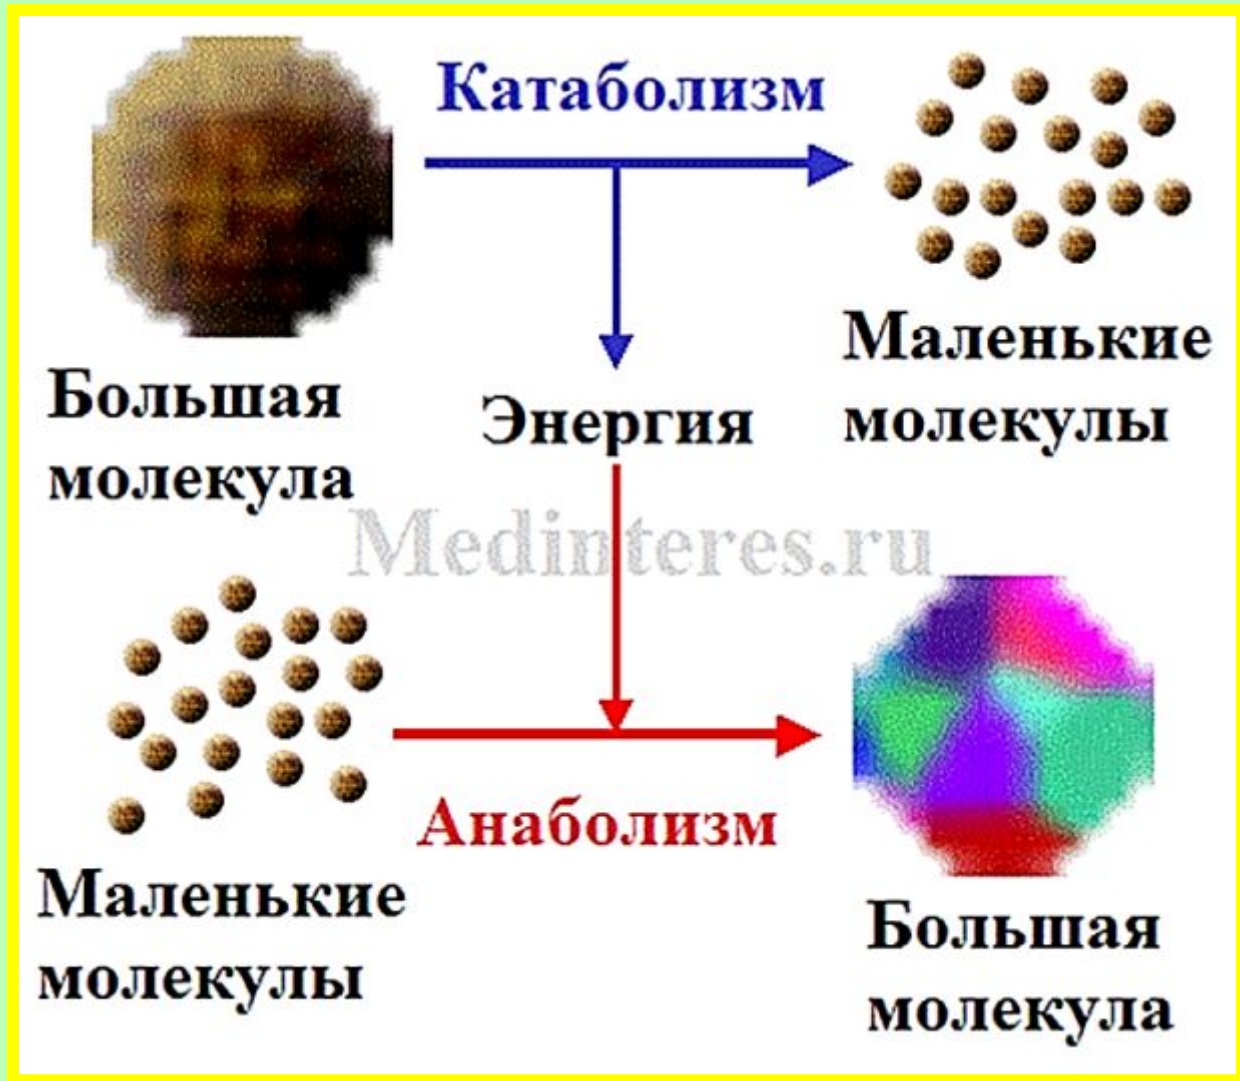 Катаболизм
Большая
молекула
Энергия
Маленькие
молекулы
Medinteres.ru
Маленькие
молекулы
Анаболизм
Большая
молекула